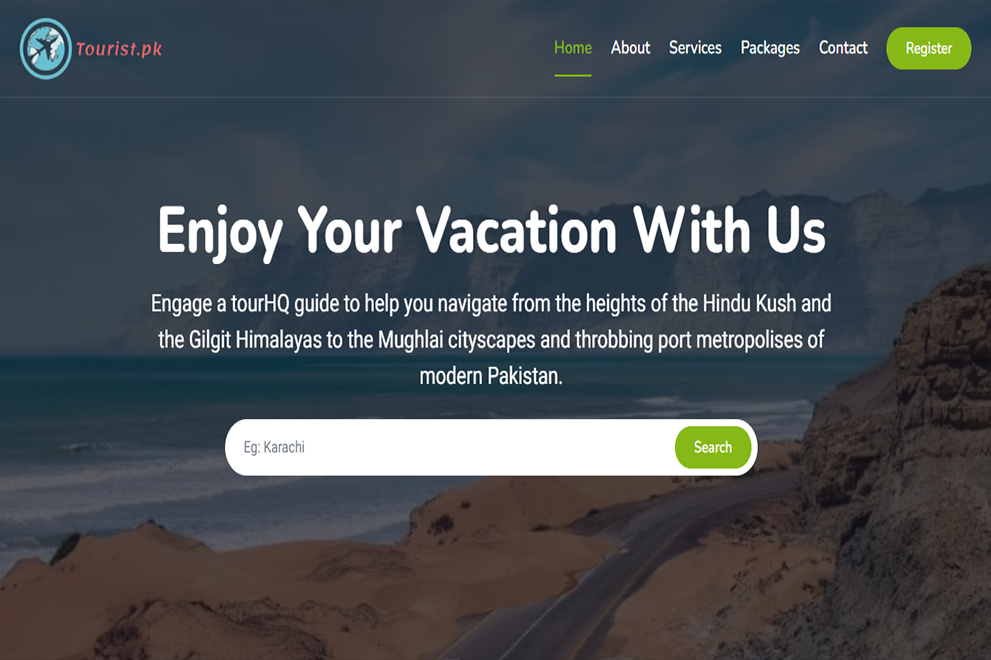 Tourist.pk
Home About Services Packages Contact Register
Enjoy Your Vacation With Us
Engage a tourHQ guide to help you navigate from the heights of the Hindu Kush and
the Gilgit Himalayas to the Mughlai cityscapes and throbbing port metropolises of
modern Pakistan.
Eg: Karachi Search